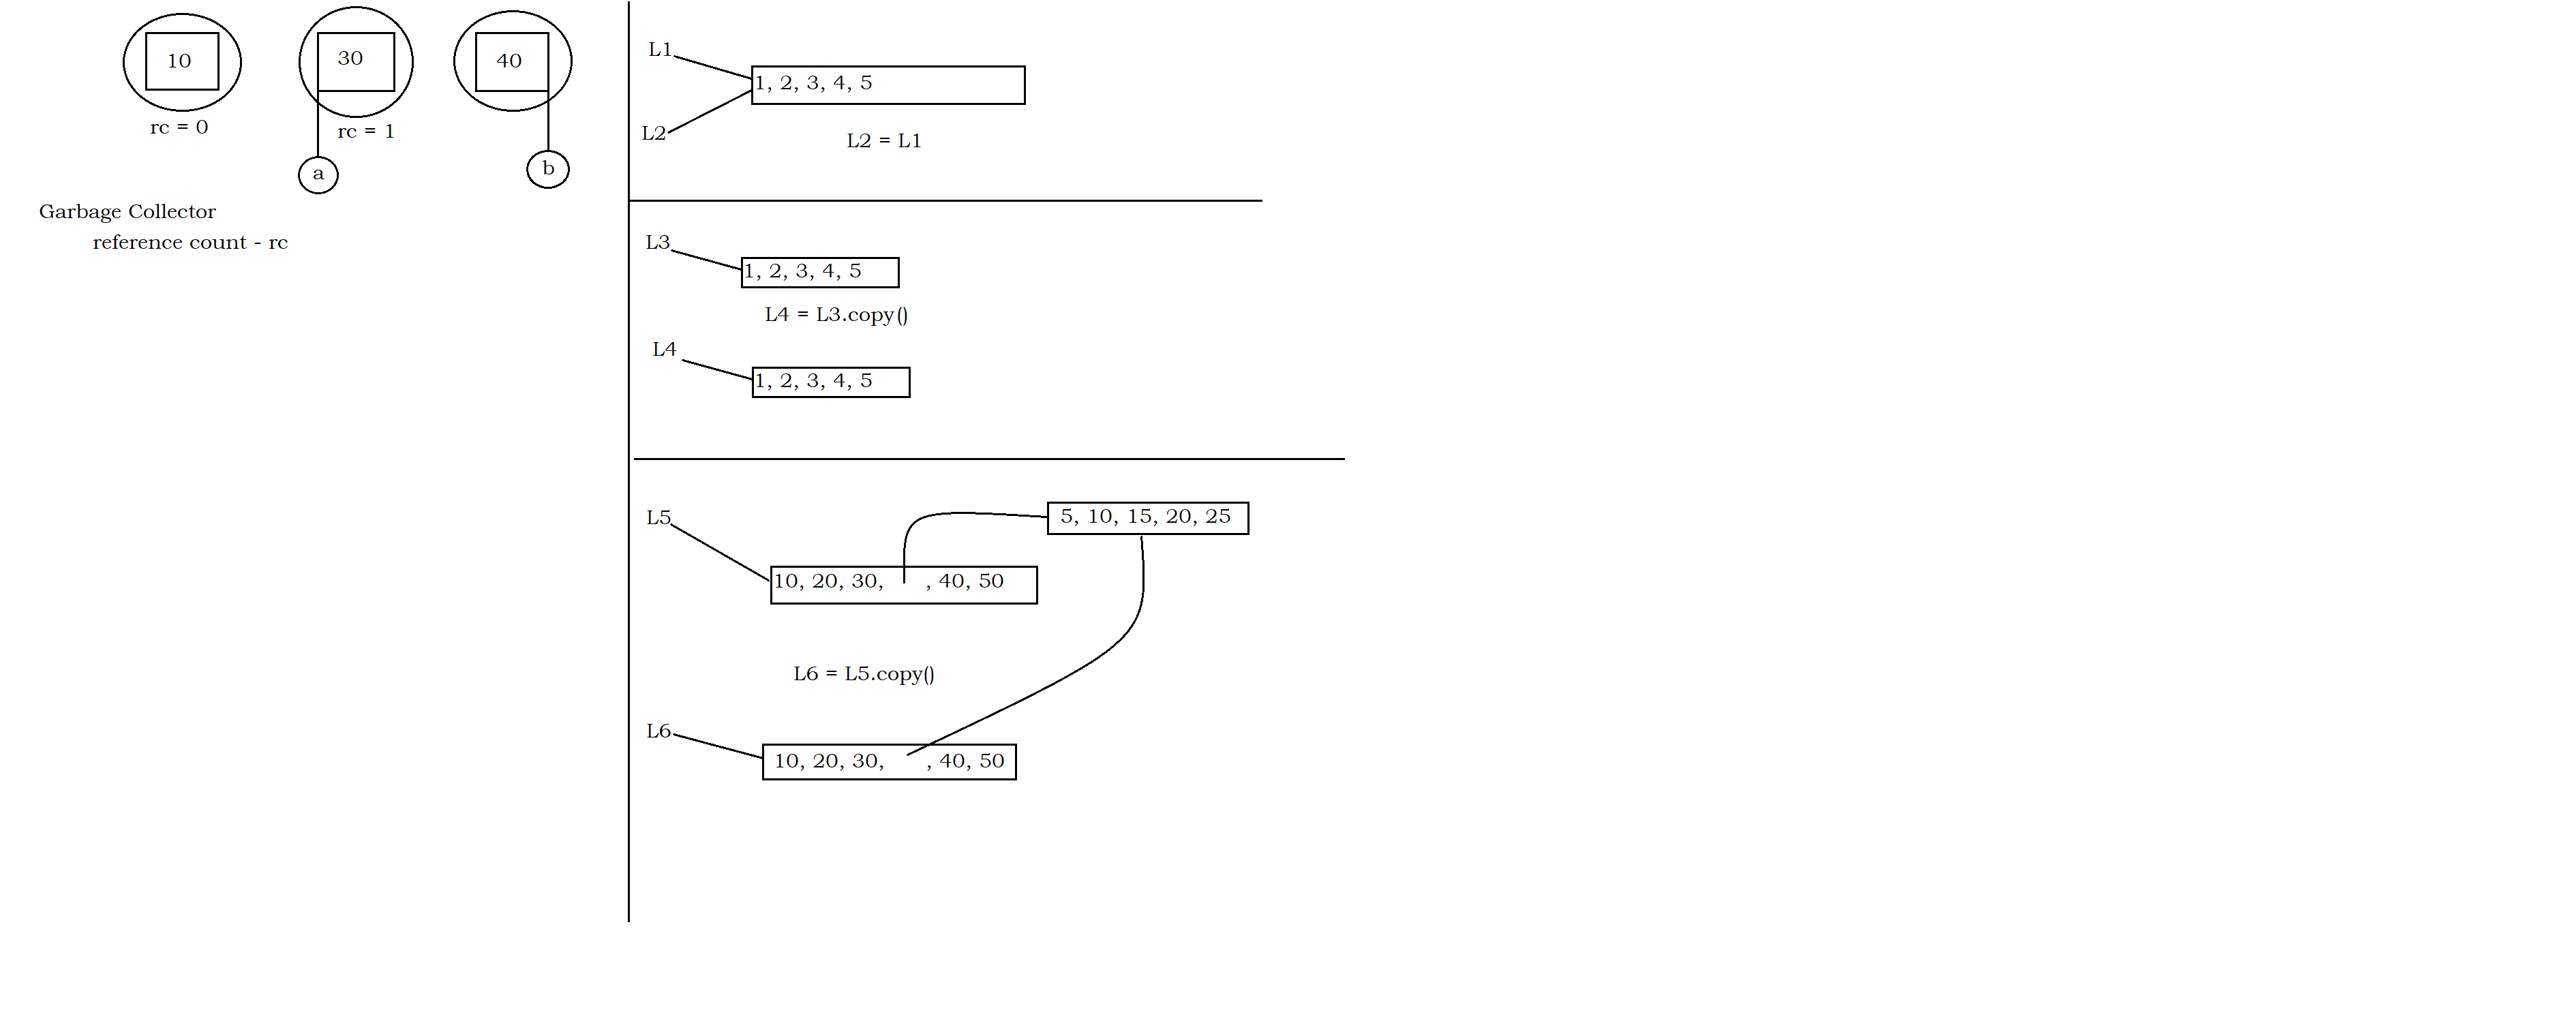 10
30
40
rc = 0
rc = 1
a
b
Garbage Collector
reference count - rc
L1
1, 2, 3, 4, 5
L2
L2 = L1
L3
1, 2, 3, 4, 5
L4 = L3.copy()
L4
1, 2, 3, 4, 5
L5
5, 10, 15, 20, 25
10, 20, 30, , 40, 50
L6 = L5.copy()
L6
10, 20, 30, , 40, 50